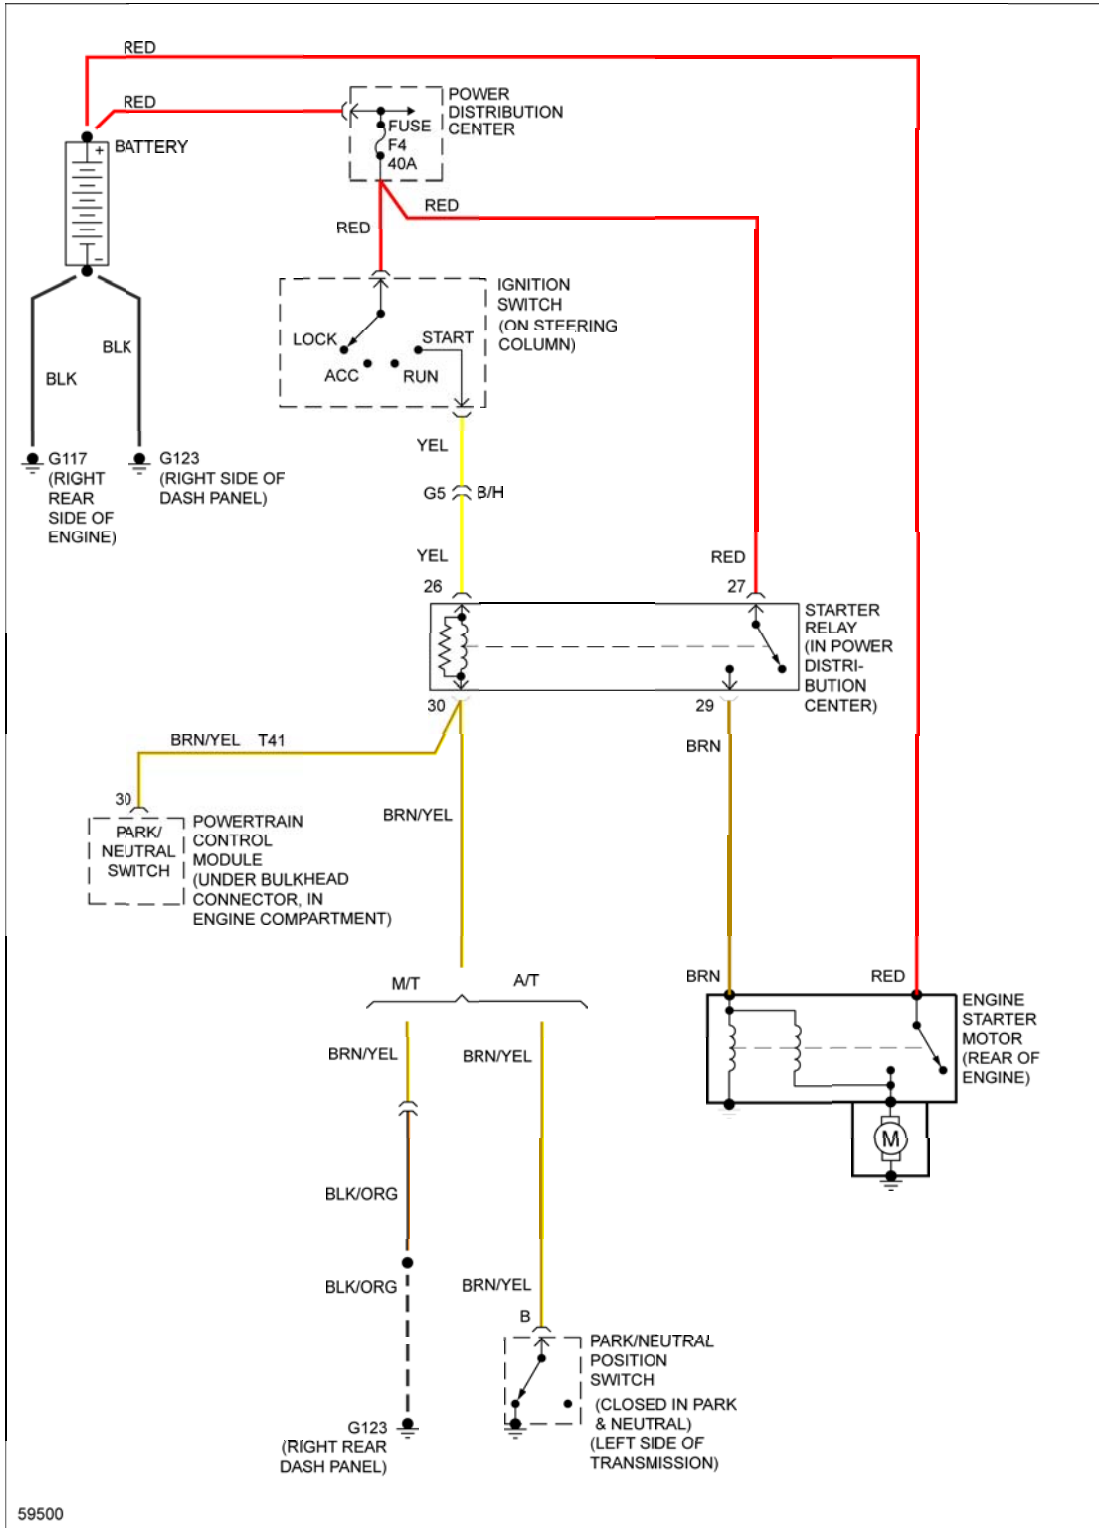 RED
RED
POWER
DISTRIBUTION
CENTER
FUSE
F4
40A
+
BATTERY
–
RED
RED
IGNITION
SWITCH
(ON STEERING
COLUMN)
LOCK
START
ACC
RUN
BLK
BLK
G117
(RIGHT
REAR
SIDE OF
ENGINE)
G123
(RIGHT SIDE OF
DASH PANEL)
YEL
G5
B/H
YEL
RED
26
27
STARTER
RELAY
(IN POWER
DISTRI-
BUTION
CENTER)
30
29
BRN/YEL T41
BRN
30
PARK/
NEUTRAL
SWITCH
POWERTRAIN
CONTROL
MODULE
(UNDER BULKHEAD
CONNECTOR, IN
ENGINE COMPARTMENT)
BRN/YEL
M/T
A/T
BRN
RED
ENGINE
STARTER
MOTOR
(REAR OF
ENGINE)
M
BRN/YEL
BRN/YEL
BLK/ORG
BLK/ORG
BRN/YEL
B
PARK/NEUTRAL
POSITION
SWITCH
(CLOSED IN PARK
& NEUTRAL)
(LEFT SIDE OF
TRANSMISSION)
G123
(RIGHT REAR
DASH PANEL)
59500